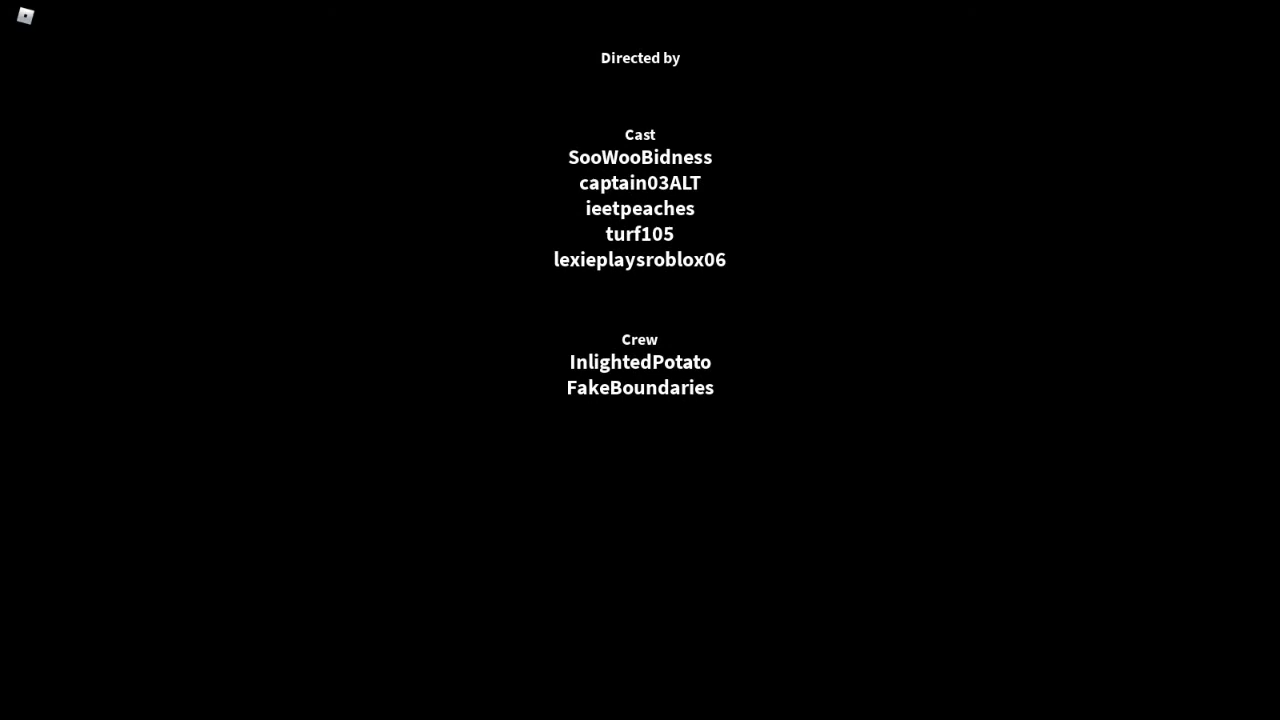 Directed by
Cast
SooWooBidness
captain03ALT
ieetpeaches
turf105
lexieplaysroblox06
Crew
InlightedPotato
FakeBoundaries